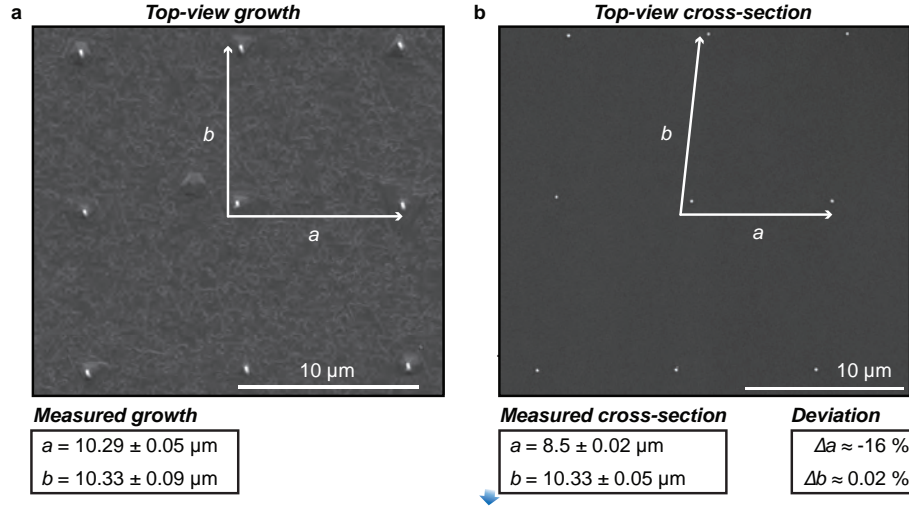 a Top-view growth
b
a
10 µm
Measured growth
a = 10.29 ± 0.05 µm
b = 10.33 ± 0.09 µm
b Top-view cross-section
b
a
10 µm
Measured cross-section
a = 8.5 ± 0.02 µm
b = 10.33 ± 0.05 µm
Deviation
Δa ≈ -16 %
Δb ≈ 0.02 %